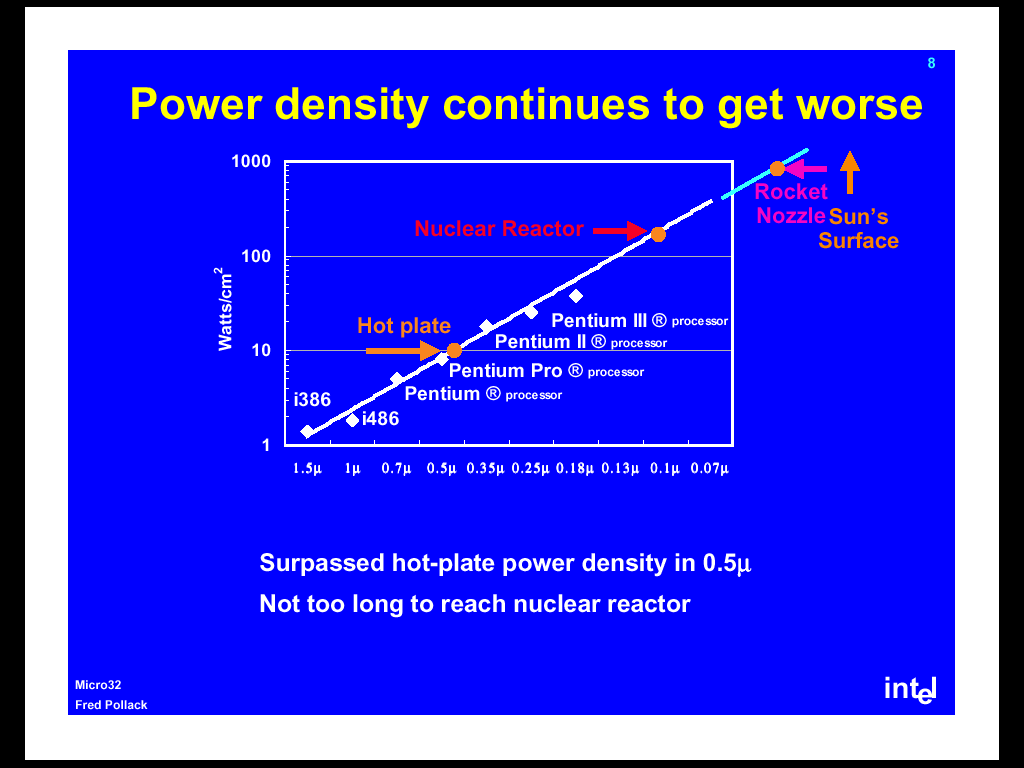 8
Power density continues to get worse
1000
100
10
1
Watts/cm²
Rocket
Nozzle
Sun’s
Surface
Nuclear Reactor
Hot plate
Pentium III ® processor
Pentium II ® processor
Pentium Pro ® processor
Pentium ® processor
i386
i486
1.5μ 1μ 0.7μ 0.5μ 0.35μ 0.25μ 0.18μ 0.13μ 0.1μ 0.07μ
Surpassed hot-plate power density in 0.5μ
Not too long to reach nuclear reactor
Micro32
Fred Pollack
intel